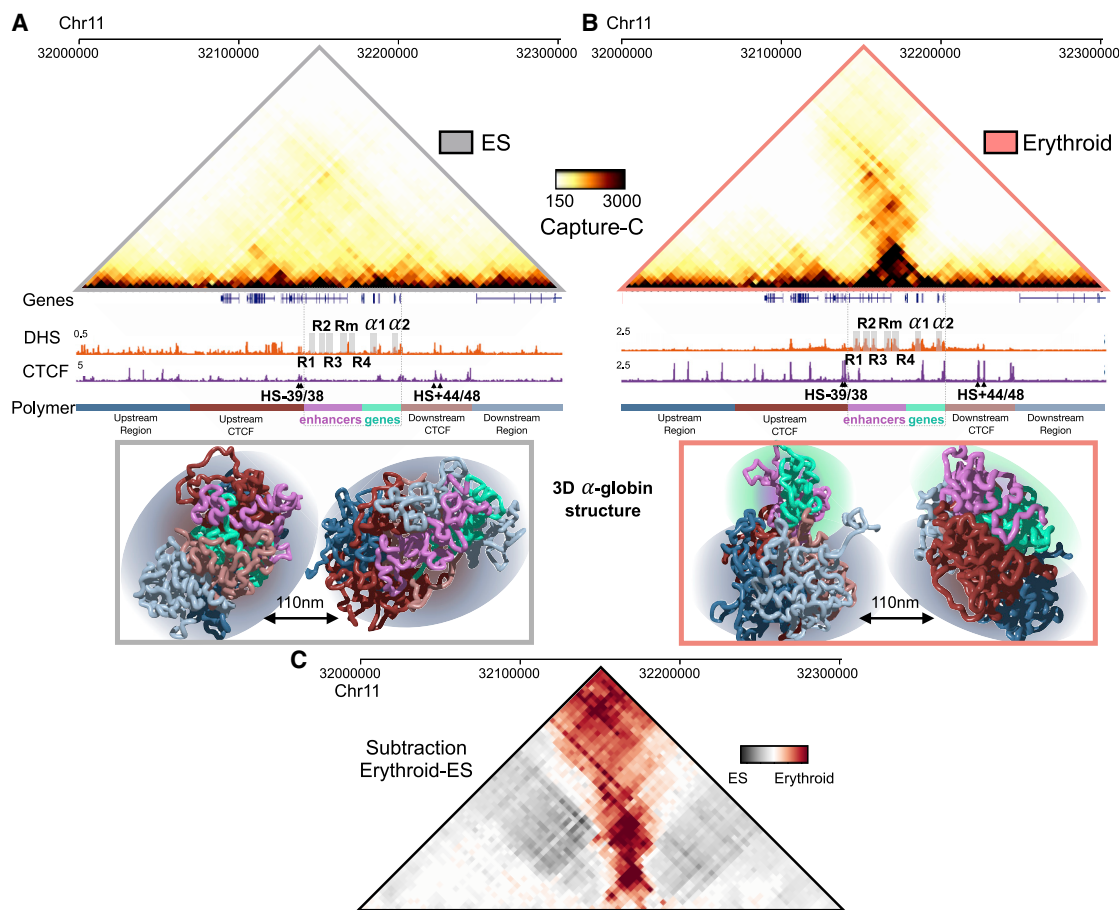 A
Chr11
32000000 32100000 32200000 32300000
ES
150 3000
Capture-C
B
Chr11
32000000 32100000 32200000 32300000
Erythroid
Genes
DHS
0.5
R2 Rm α1 α2
R1 R3 R4
CTCF
5
HS-39/38 HS+44/48
Polymer
Upstream Region
Upstream CTCF
enhancers genes
Downstream CTCF
Downstream Region
2.5
R2 Rm α1 α2
R1 R3 R4
2.5
HS-39/38 HS+44/48
Upstream Region
Upstream CTCF
enhancers genes
Downstream CTCF
Downstream Region
110nm
3D α-globin
structure
110nm
C
32000000 32100000 32200000 32300000
Chr11
Subtraction
Erythroid-ES
ES Erythroid